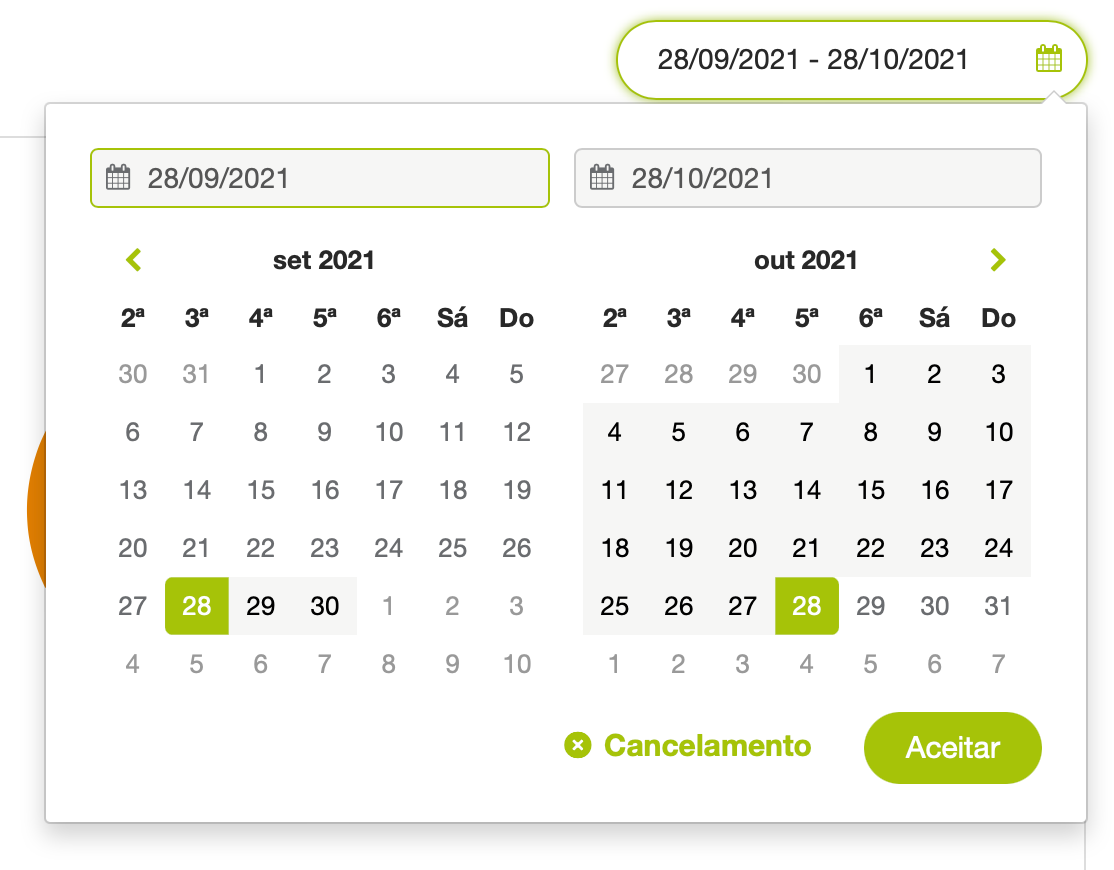 28/09/2021 - 28/10/2021
28/09/2021 28/10/2021
set 2021 out 2021
2ª 3ª 4ª 5ª 6ª Sá Do 2ª 3ª 4ª 5ª 6ª Sá Do
30 31 1 2 3 4 5 27 28 29 30 1 2 3
6 7 8 9 10 11 12 4 5 6 7 8 9 10
13 14 15 16 17 18 19 11 12 13 14 15 16 17
20 21 22 23 24 25 26 18 19 20 21 22 23 24
27 28 29 30 1 2 3 25 26 27 28 29 30 31
4 5 6 7 8 9 10 1 2 3 4 5 6 7
Cancelamento Aceitar